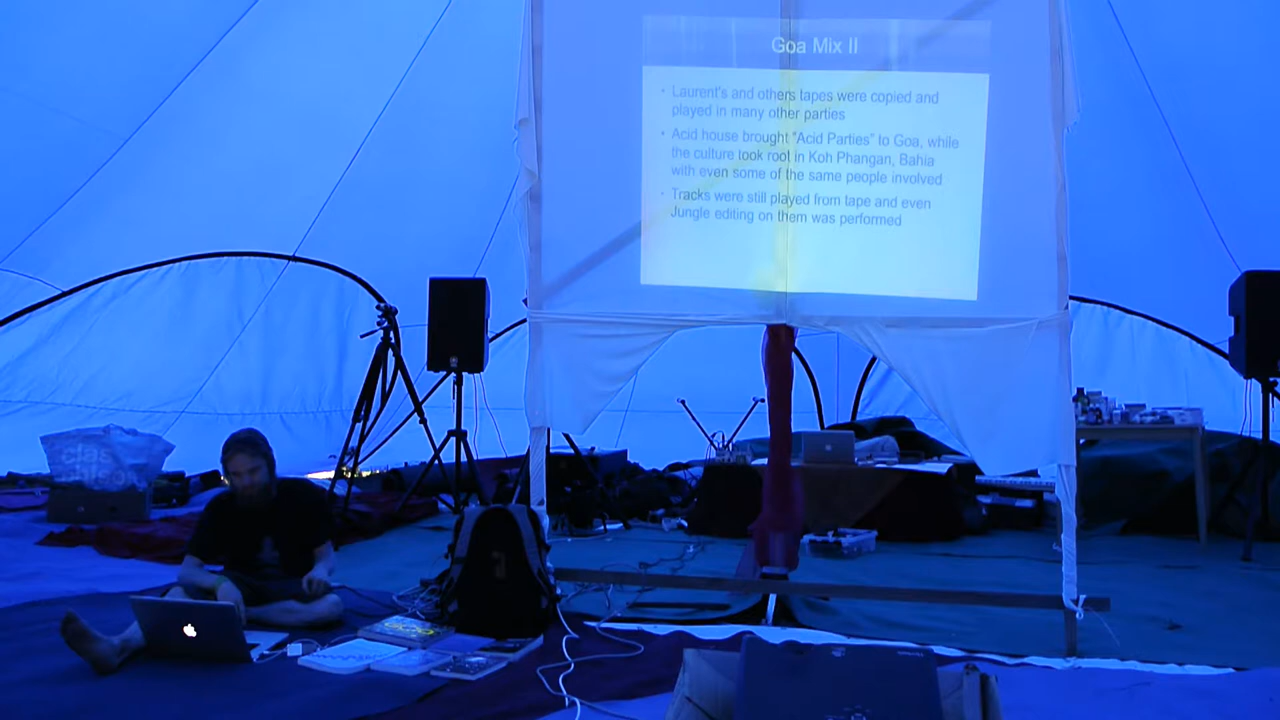 Goa Mix II
• Laurent's and others tapes were copied and
played in many other parties
• Acid house brought "Acid Parties" to Goa, while
the culture took root in Koh Phangan, Bahia
with even some of the same people involved
• Tracks were still played from tape and even
Jungle editing on them was performed